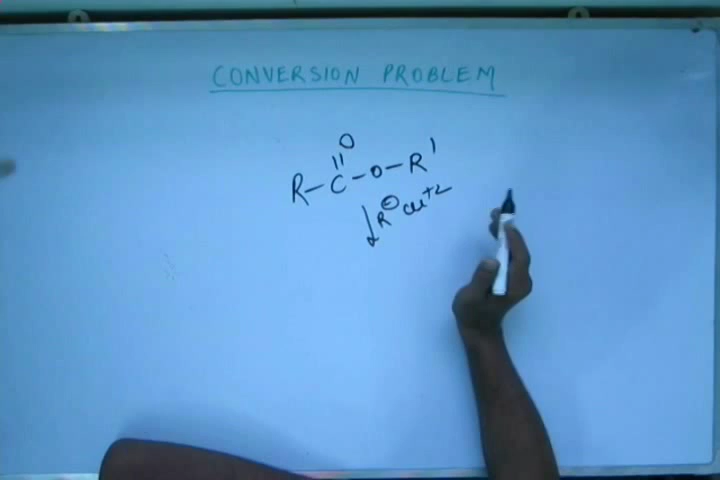 CONVERSION PROBLEM
O
||
R-C-O-R'
R⊖ Cu+2